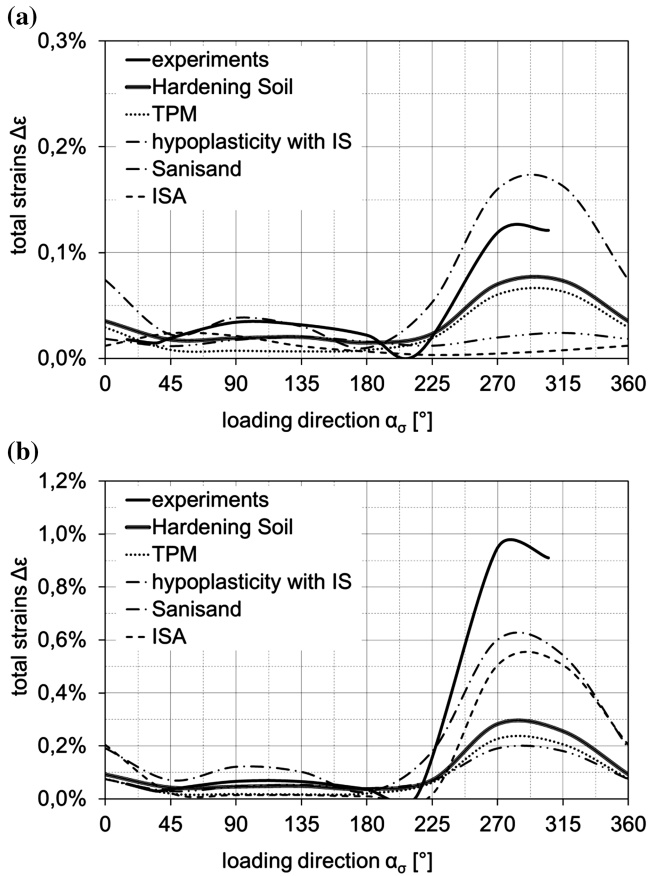 (a)
0,3%
0,2%
0,1%
0,0%
total strains Δε
experiments
Hardening Soil
TPM
hypoplasticity with IS
Sanisand
ISA
0 45 90 135 180 225 270 315 360
loading direction ασ [°]
(b)
1,2%
1,0%
0,8%
0,6%
0,4%
0,2%
0,0%
total strains Δε
experiments
Hardening Soil
TPM
hypoplasticity with IS
Sanisand
ISA
0 45 90 135 180 225 270 315 360
loading direction ασ [°]